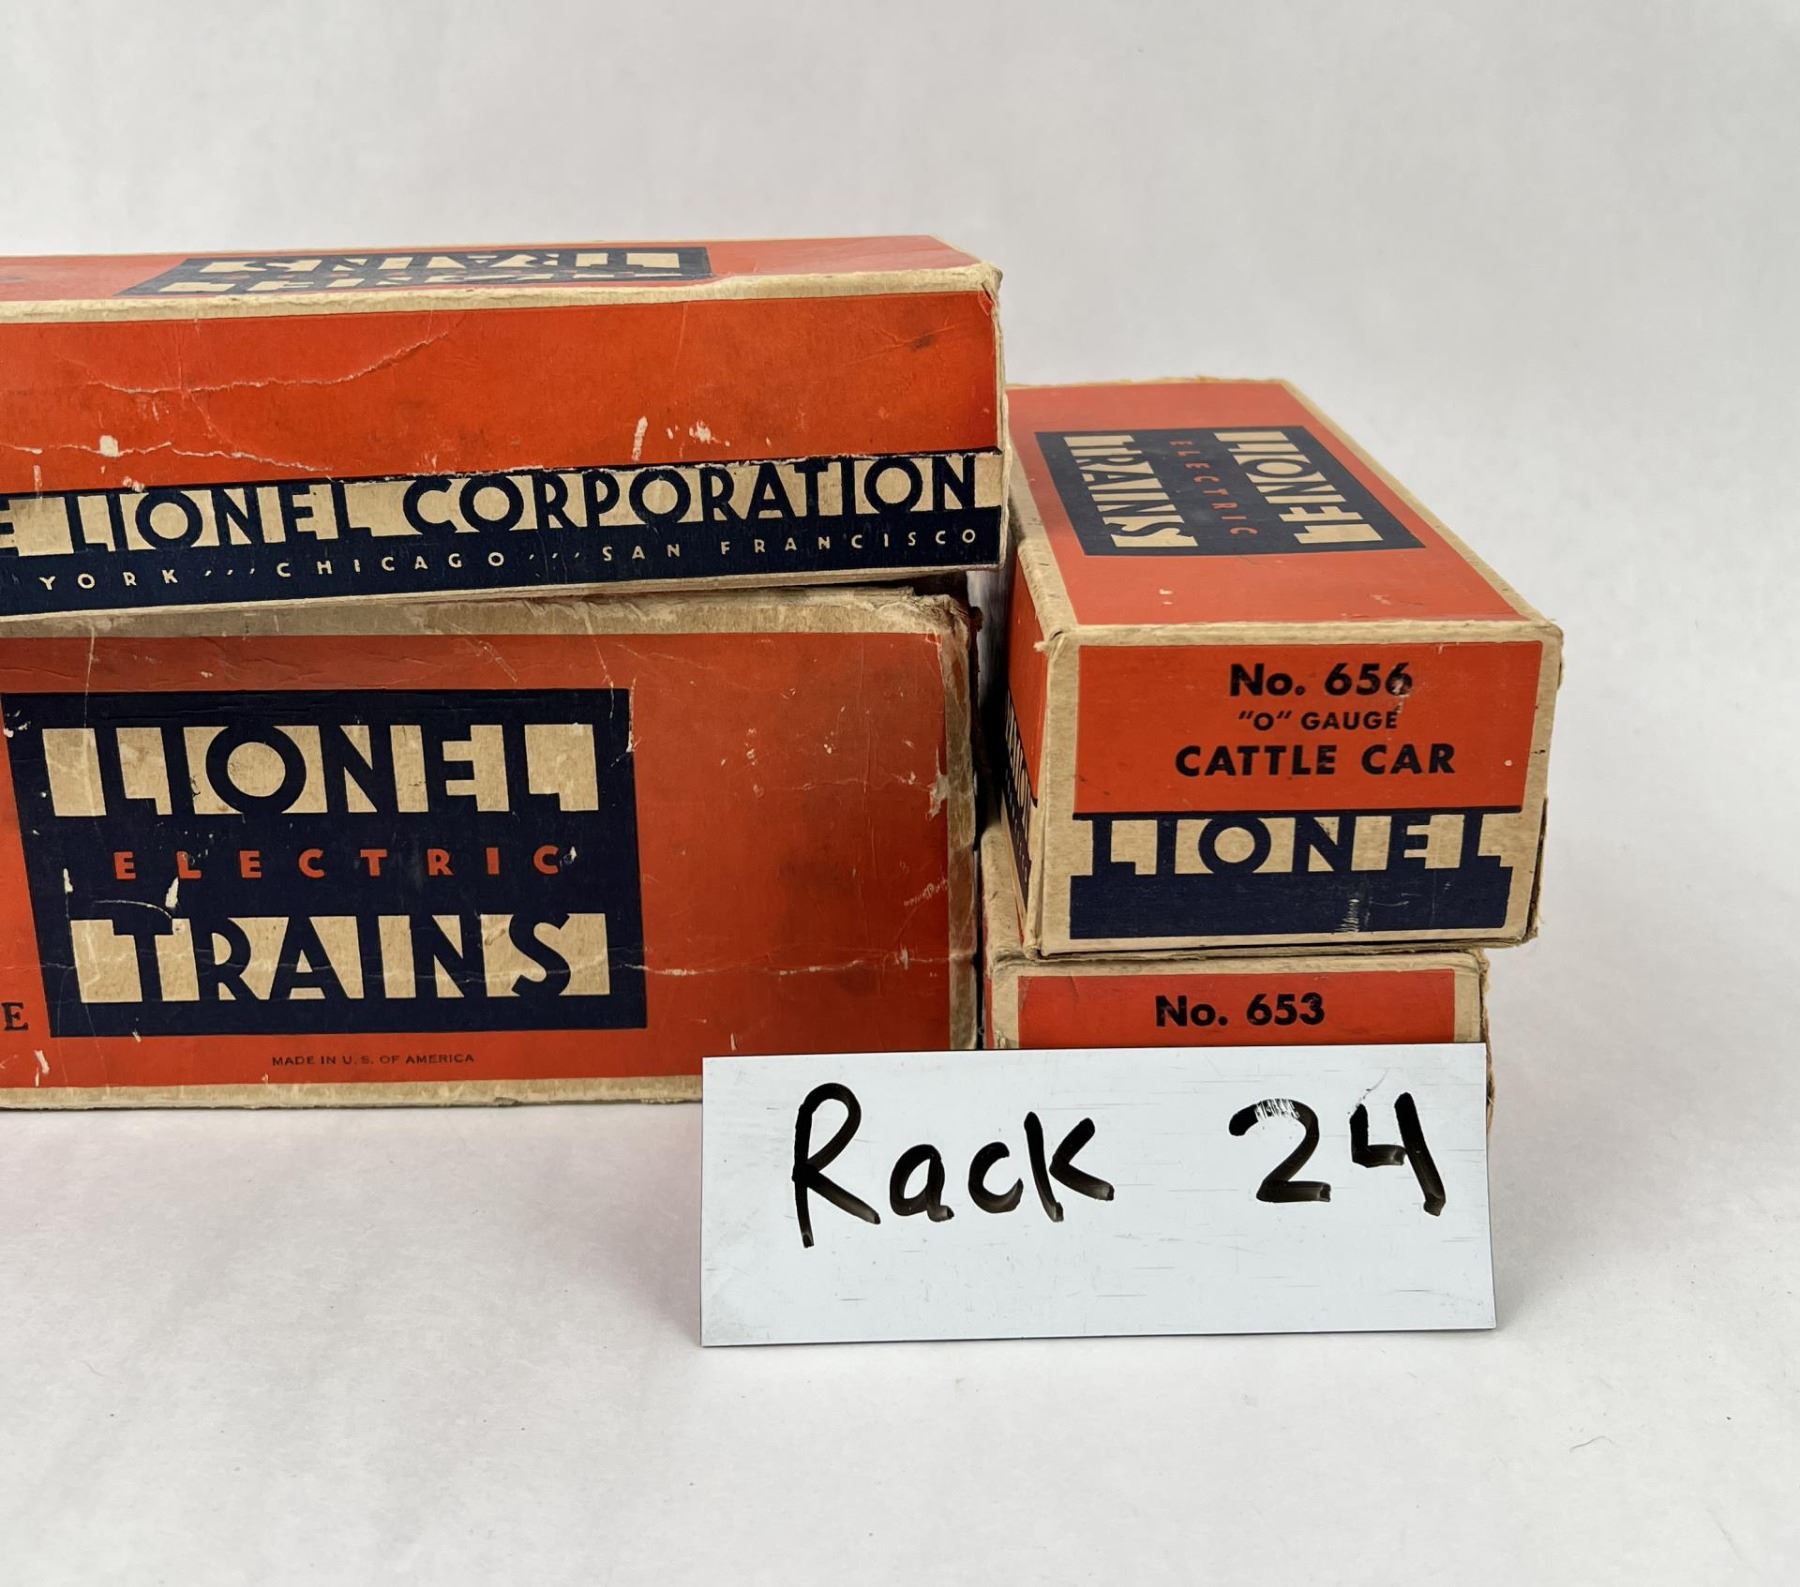 LIONEL CORPORATION
YORK ,,, CHICAGO ,,, SAN FRANCISCO
LIONEL
ELECTRIC
TRAINS
MADE IN U. S. OF AMERICA
LIONEL
ELECTRIC
TRAINS
No. 656
"O" GAUGE
CATTLE CAR
LIONEL
No. 653
Rack 24